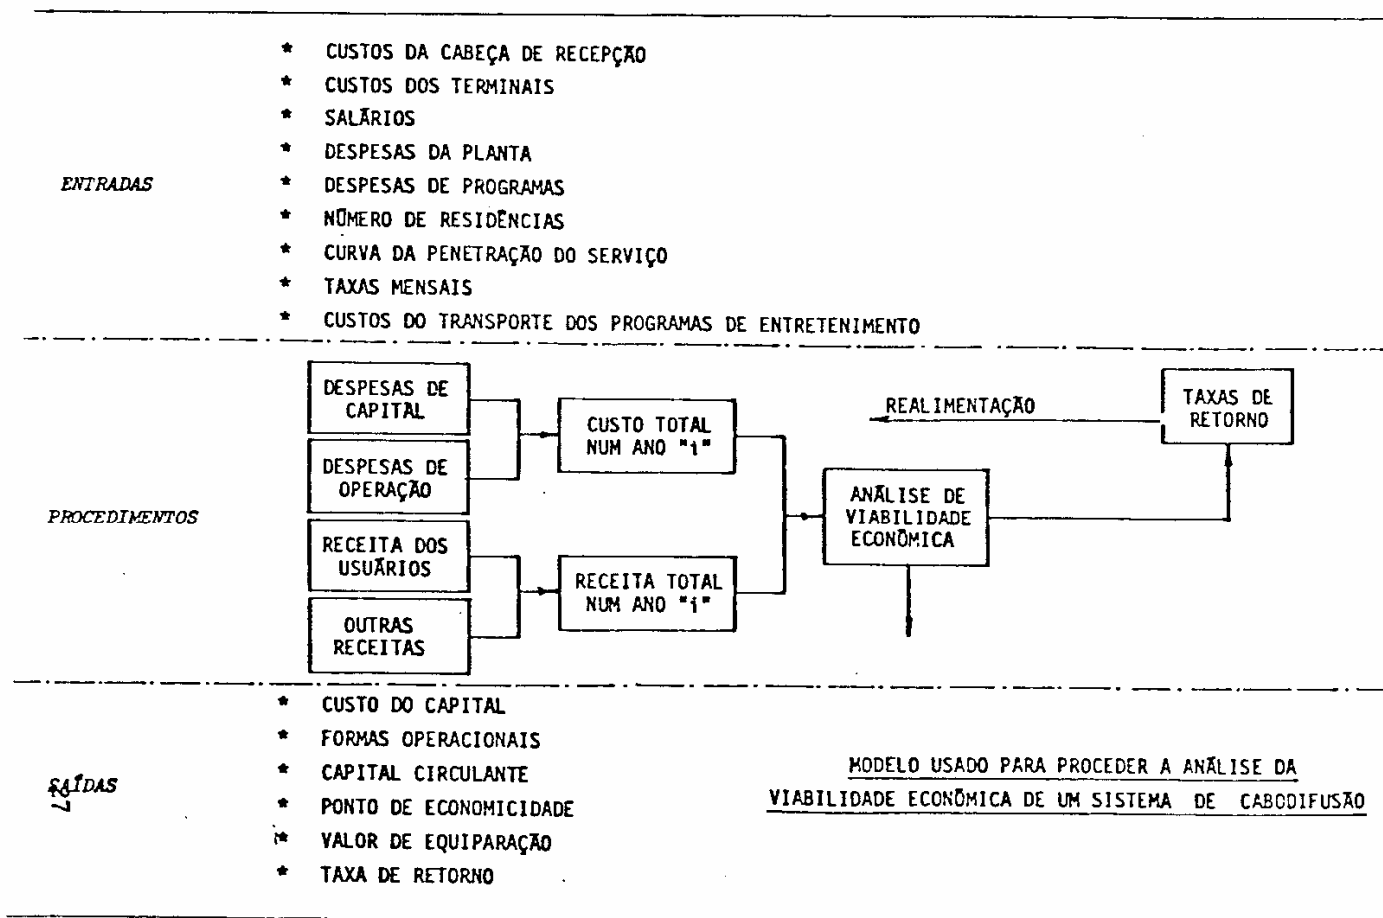 * CUSTOS DA CABEÇA DE RECEPÇÃO
* CUSTOS DOS TERMINAIS
* SALÁRIOS
* DESPESAS DA PLANTA
ENTRADAS
* DESPESAS DE PROGRAMAS
* NÚMERO DE RESIDÊNCIAS
* CURVA DA PENETRAÇÃO DO SERVIÇO
* TAXAS MENSAIS
* CUSTOS DO TRANSPORTE DOS PROGRAMAS DE ENTRETENIMENTO
PROCEDIMENTOS
DESPESAS DE
CAPITAL
DESPESAS DE
OPERAÇÃO
RECEITA DOS
USUÁRIOS
OUTRAS
RECEITAS
CUSTO TOTAL
NUM ANO "i"
RECEITA TOTAL
NUM ANO "i"
ANÁLISE DE
VIABILIDADE
ECONÔMICA
REALIMENTAÇÃO
TAXAS DE
RETORNO
SAÍDAS
27
* CUSTO DO CAPITAL
* FORMAS OPERACIONAIS
* CAPITAL CIRCULANTE
* PONTO DE ECONOMICIDADE
* VALOR DE EQUIPARAÇÃO
* TAXA DE RETORNO
MODELO USADO PARA PROCEDER A ANÁLISE DA
VIABILIDADE ECONÔMICA DE UM SISTEMA DE CABODIFUSÃO